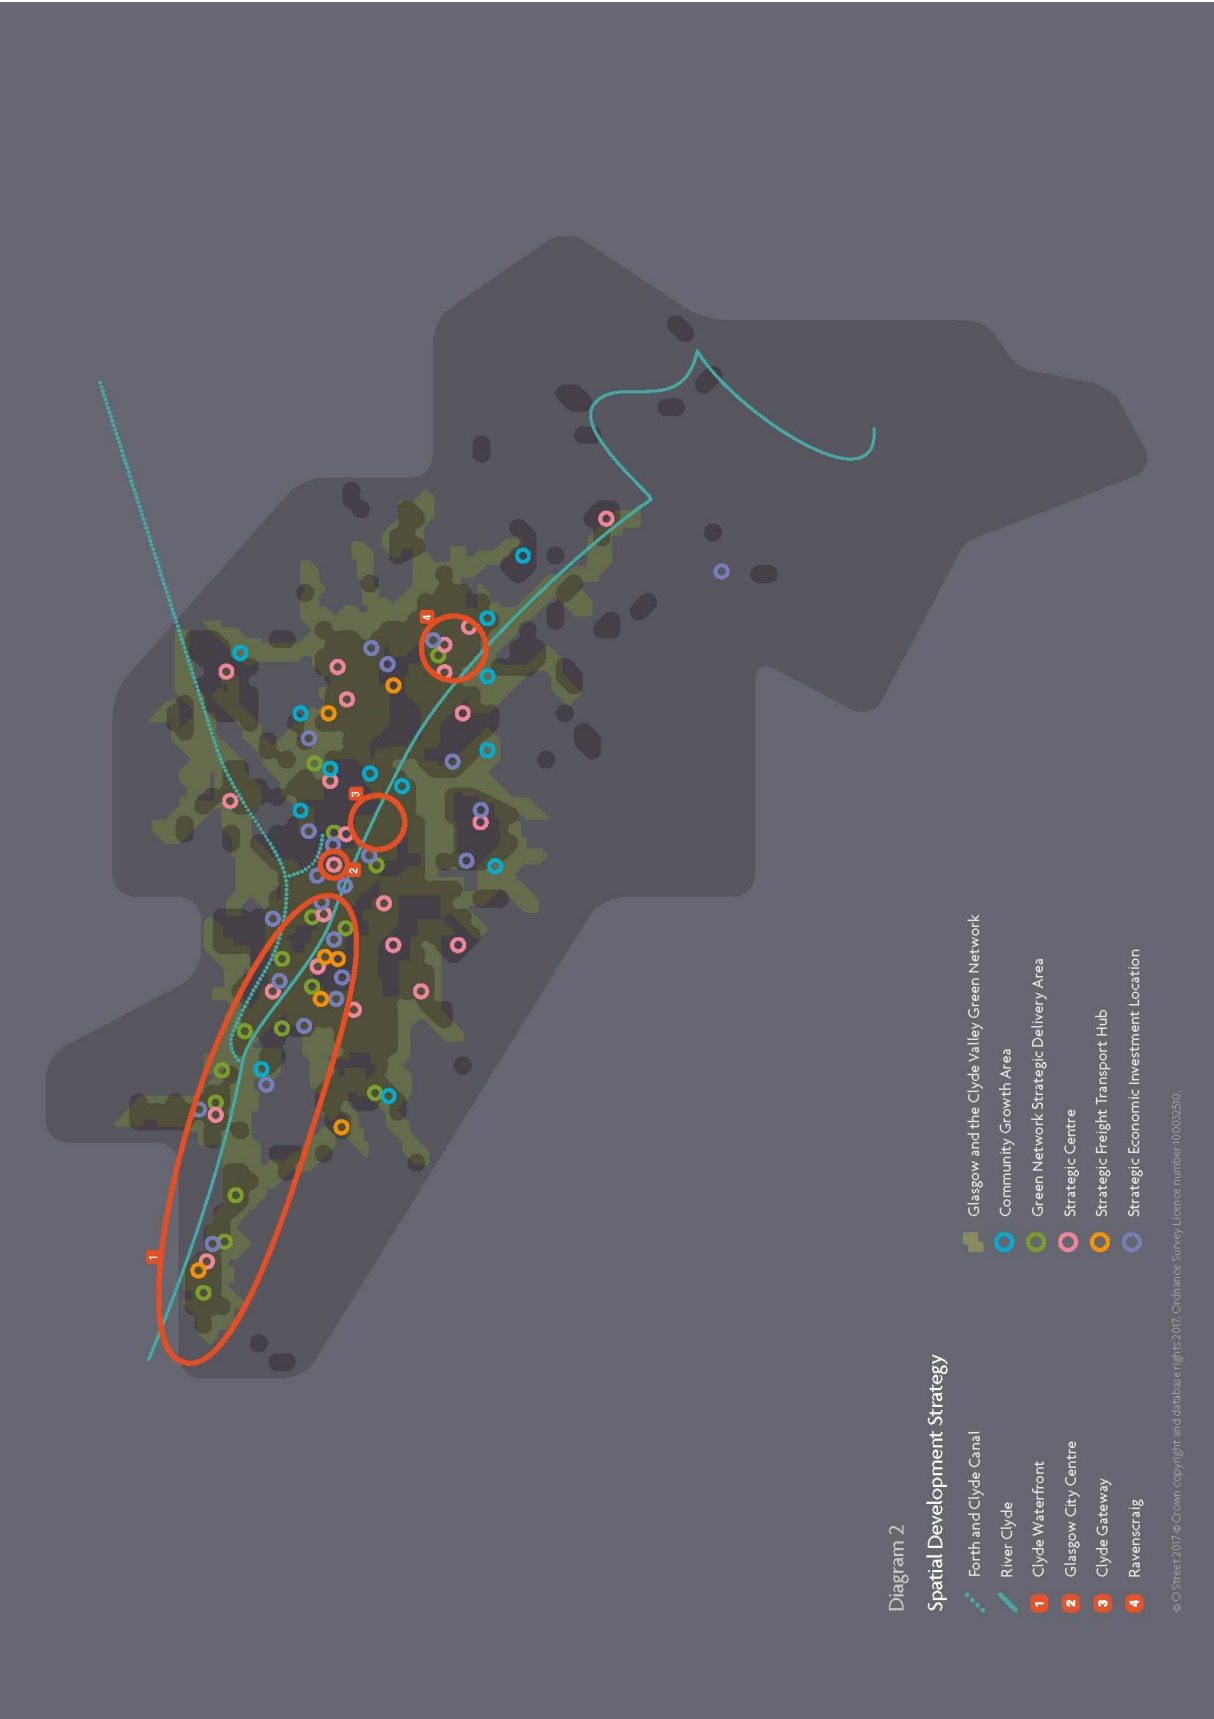 Diagram 2
Spatial Development Strategy
Forth and Clyde Canal
River Clyde
1 Clyde Waterfront
2 Glasgow City Centre
3 Clyde Gateway
4 Ravenscraig
Glasgow and the Clyde Valley Green Network
Community Growth Area
Green Network Strategic Delivery Area
Strategic Centre
Strategic Freight Transport Hub
Strategic Economic Investment Location
1
2
3
4
© O Street 2017 © Crown copyright and database rights 2017. Ordnance Survey Licence number 100032510.